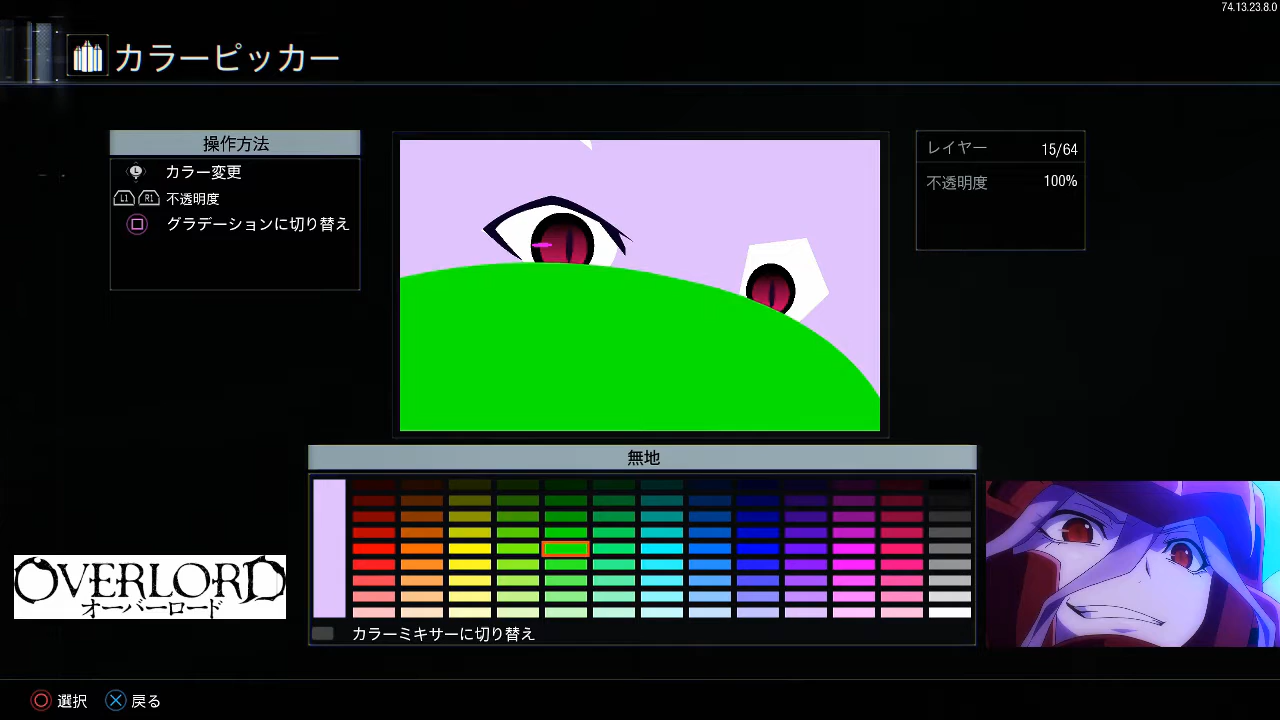 74.13.23.8.0
カラーピッカー
操作方法
L カラー変更
L1 R1 不透明度
グラデーションに切り替え
レイヤー 15/64
不透明度 100%
無地
カラーミキサーに切り替え
OVERLORD
オーバーロード
選択 戻る